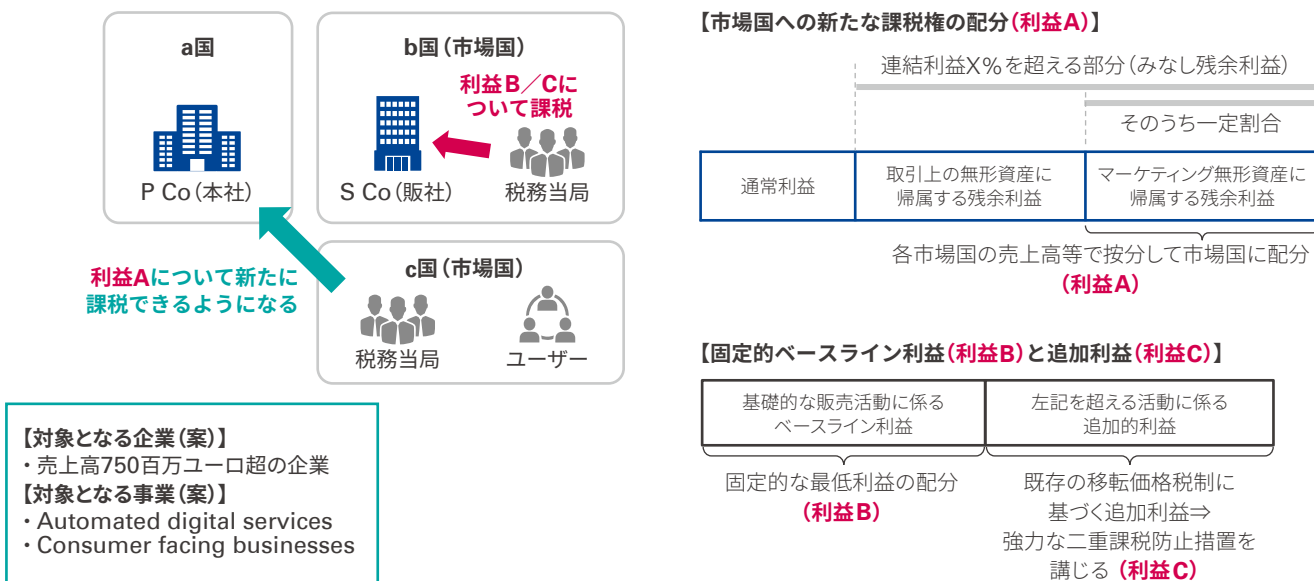 a国
P Co(本社)
b国(市場国)
利益B/Cに
ついて課税
S Co(販社)
税務当局
利益Aについて新たに
課税できるようになる
c国(市場国)
税務当局
ユーザー
【対象となる企業(案)】
・売上高750百万ユーロ超の企業
【対象となる事業(案)】
・Automated digital services
・Consumer facing businesses
【市場国への新たな課税権の配分(利益A)】
連結利益X%を超える部分(みなし残余利益)
そのうち一定割合
通常利益
取引上の無形資産に
帰属する残余利益
マーケティング無形資産に
帰属する残余利益
各市場国の売上高等で按分して市場国に配分
(利益A)
【固定的ベースライン利益(利益B)と追加利益(利益C)】
基礎的な販売活動に係る
ベースライン利益
左記を超える活動に係る
追加的利益
固定的な最低利益の配分
(利益B)
既存の移転価格税制に
基づく追加利益⇒
強力な二重課税防止措置を
講じる(利益C)